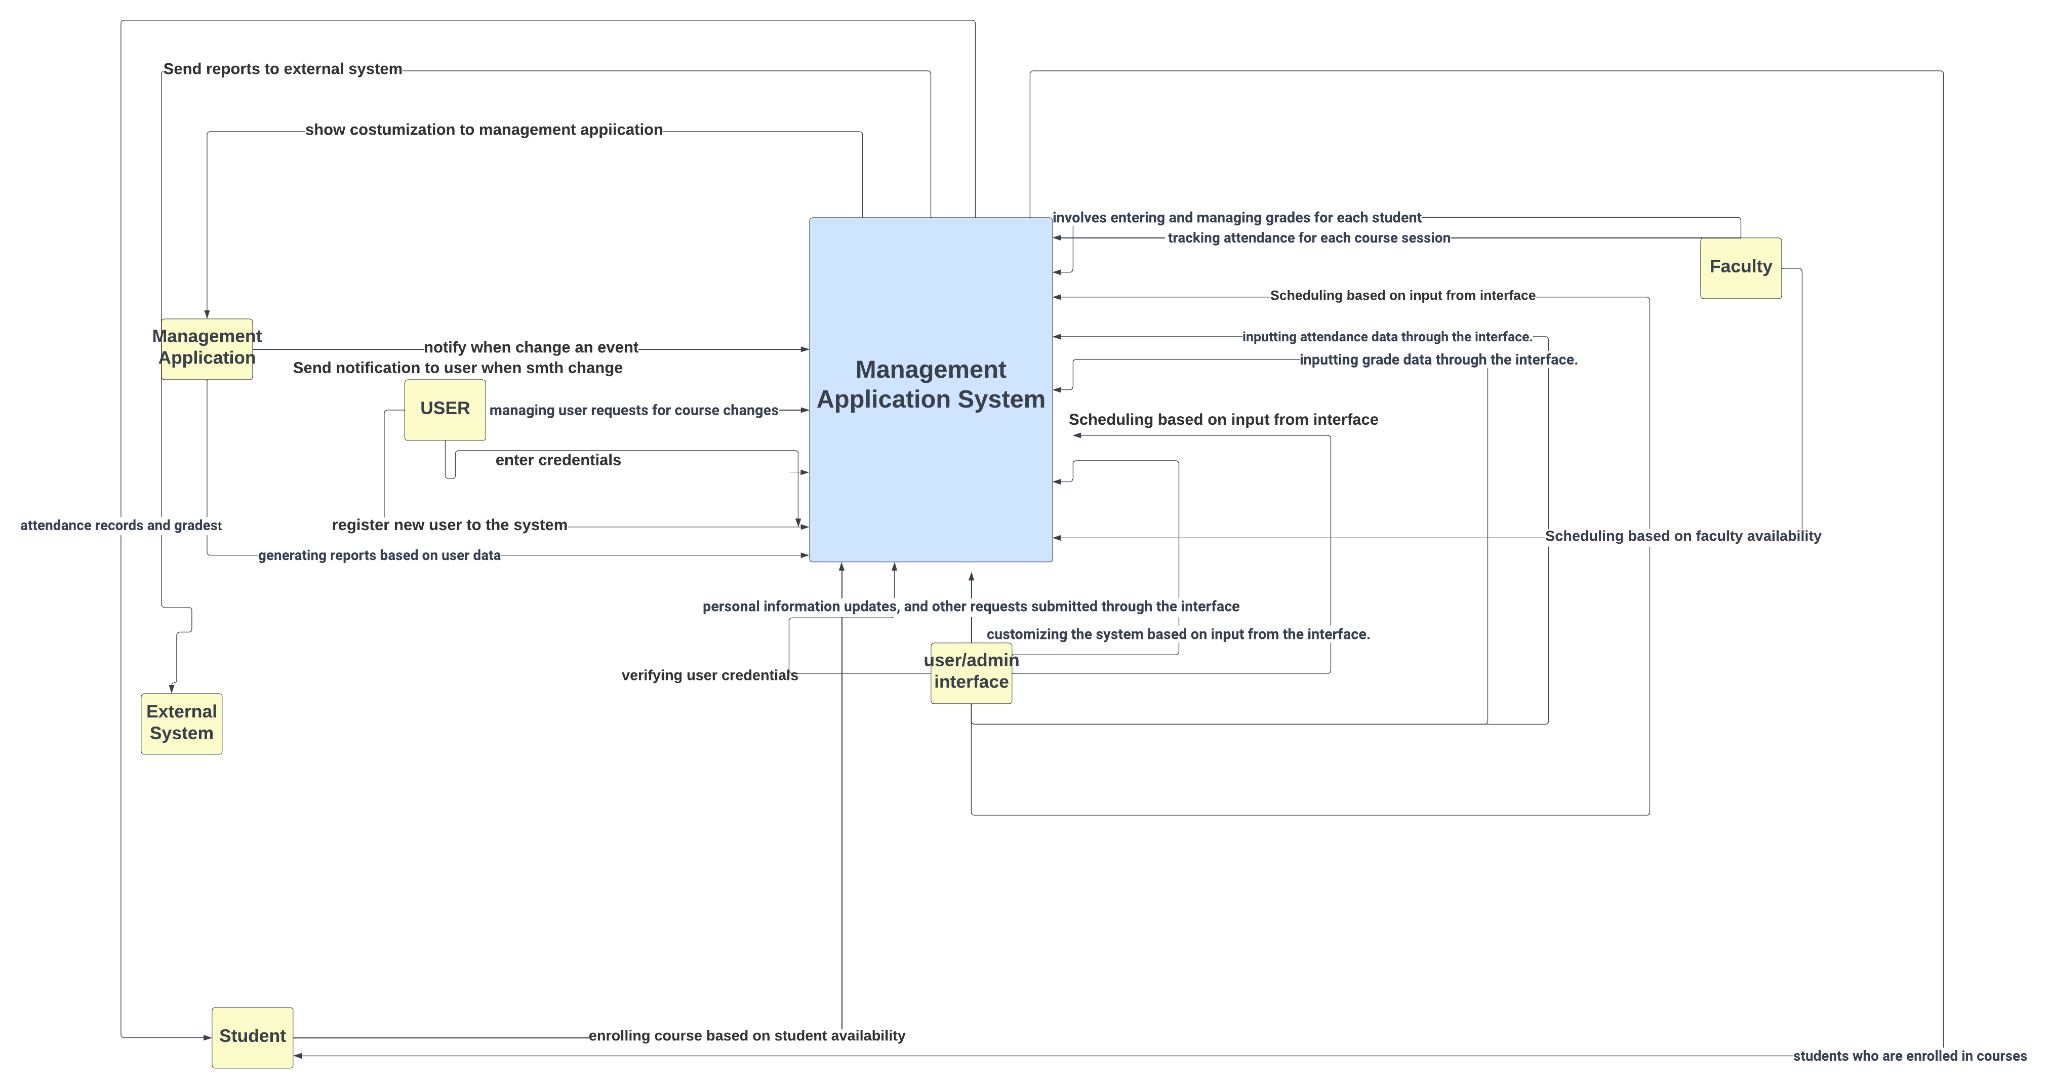 Send reports to external system
show costumization to management appiication
involves entering and managing grades for each student
tracking attendance for each course session
Faculty
Scheduling based on input from interface
Management
Application
notify when change an event
inputting attendance data through the interface.
Send notification to user when smth change
inputting grade data through the interface.
Management
Application System
USER
managing user requests for course changes
Scheduling based on input from interface
enter credentials
attendance records and gradest
register new user to the system
Scheduling based on faculty availability
generating reports based on user data
personal information updates, and other requests submitted through the interface
customizing the system based on input from the interface.
user/admin
interface
verifying user credentials
External
System
Student
enrolling course based on student availability
students who are enrolled in courses